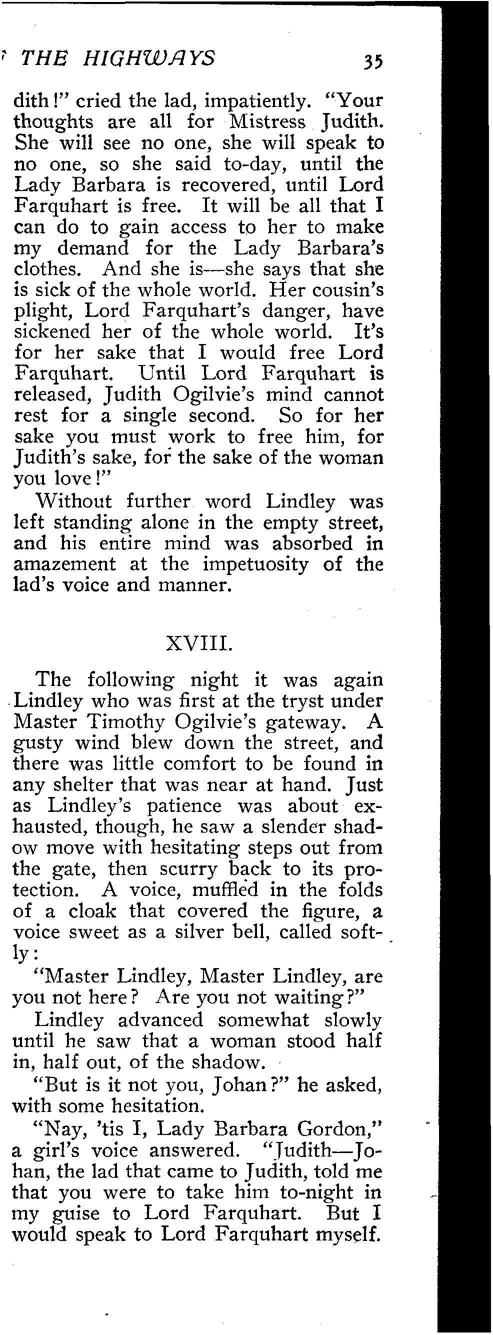 THE HIGHWAYS 35
dith!" cried the lad, impatiently. "Your
thoughts are all for Mistress Judith.
She will see no one, she will speak to
no one, so she said to-day, until the
Lady Barbara is recovered, until Lord
Farquhart is free. It will be all that I
can do to gain access to her to make
my demand for the Lady Barbara's
clothes. And she is—she says that she
is sick of the whole world. Her cousin's
plight, Lord Farquhart's danger, have
sickened her of the whole world. It's
for her sake that I would free Lord
Farquhart. Until Lord Farquhart is
released, Judith Ogilvie's mind cannot
rest for a single second. So for her
sake you must work to free him, for
Judith's sake, for the sake of the woman
you love!"
Without further word Lindley was
left standing alone in the empty street,
and his entire mind was absorbed in
amazement at the impetuosity of the
lad's voice and manner.
XVIII.
The following night it was again
Lindley who was first at the tryst under
Master Timothy Ogilvie's gateway. A
gusty wind blew down the street, and
there was little comfort to be found in
any shelter that was near at hand. Just
as Lindley's patience was about ex-
hausted, though, he saw a slender shad-
ow move with hesitating steps out from
the gate, then scurry back to its pro-
tection. A voice, muffled in the folds
of a cloak that covered the figure, a
voice sweet as a silver bell, called soft-
ly:
"Master Lindley, Master Lindley, are
you not here? Are you not waiting?"
Lindley advanced somewhat slowly
until he saw that a woman stood half
in, half out, of the shadow.
"But is it not you, Johan?" he asked,
with some hesitation.
"Nay, 'tis I, Lady Barbara Gordon,"
a girl's voice answered. "Judith—Jo-
han, the lad that came to Judith, told me
that you were to take him to-night in
my guise to Lord Farquhart. But I
would speak to Lord Farquhart myself.